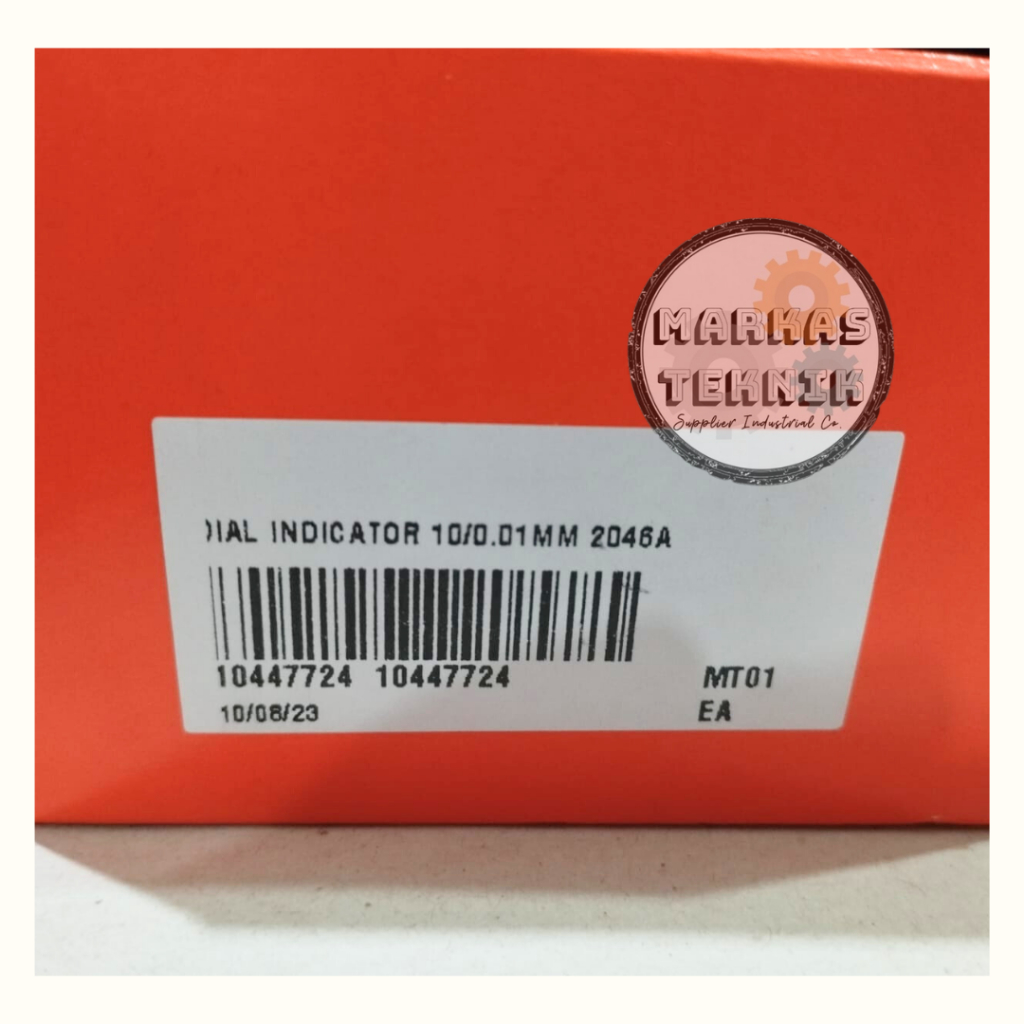 MARKAS
TEKNIK
Supplier Industrial Co.
DIAL INDICATOR 10/0.01MM 2046A
10447724 10447724
MT01
10/08/23
EA